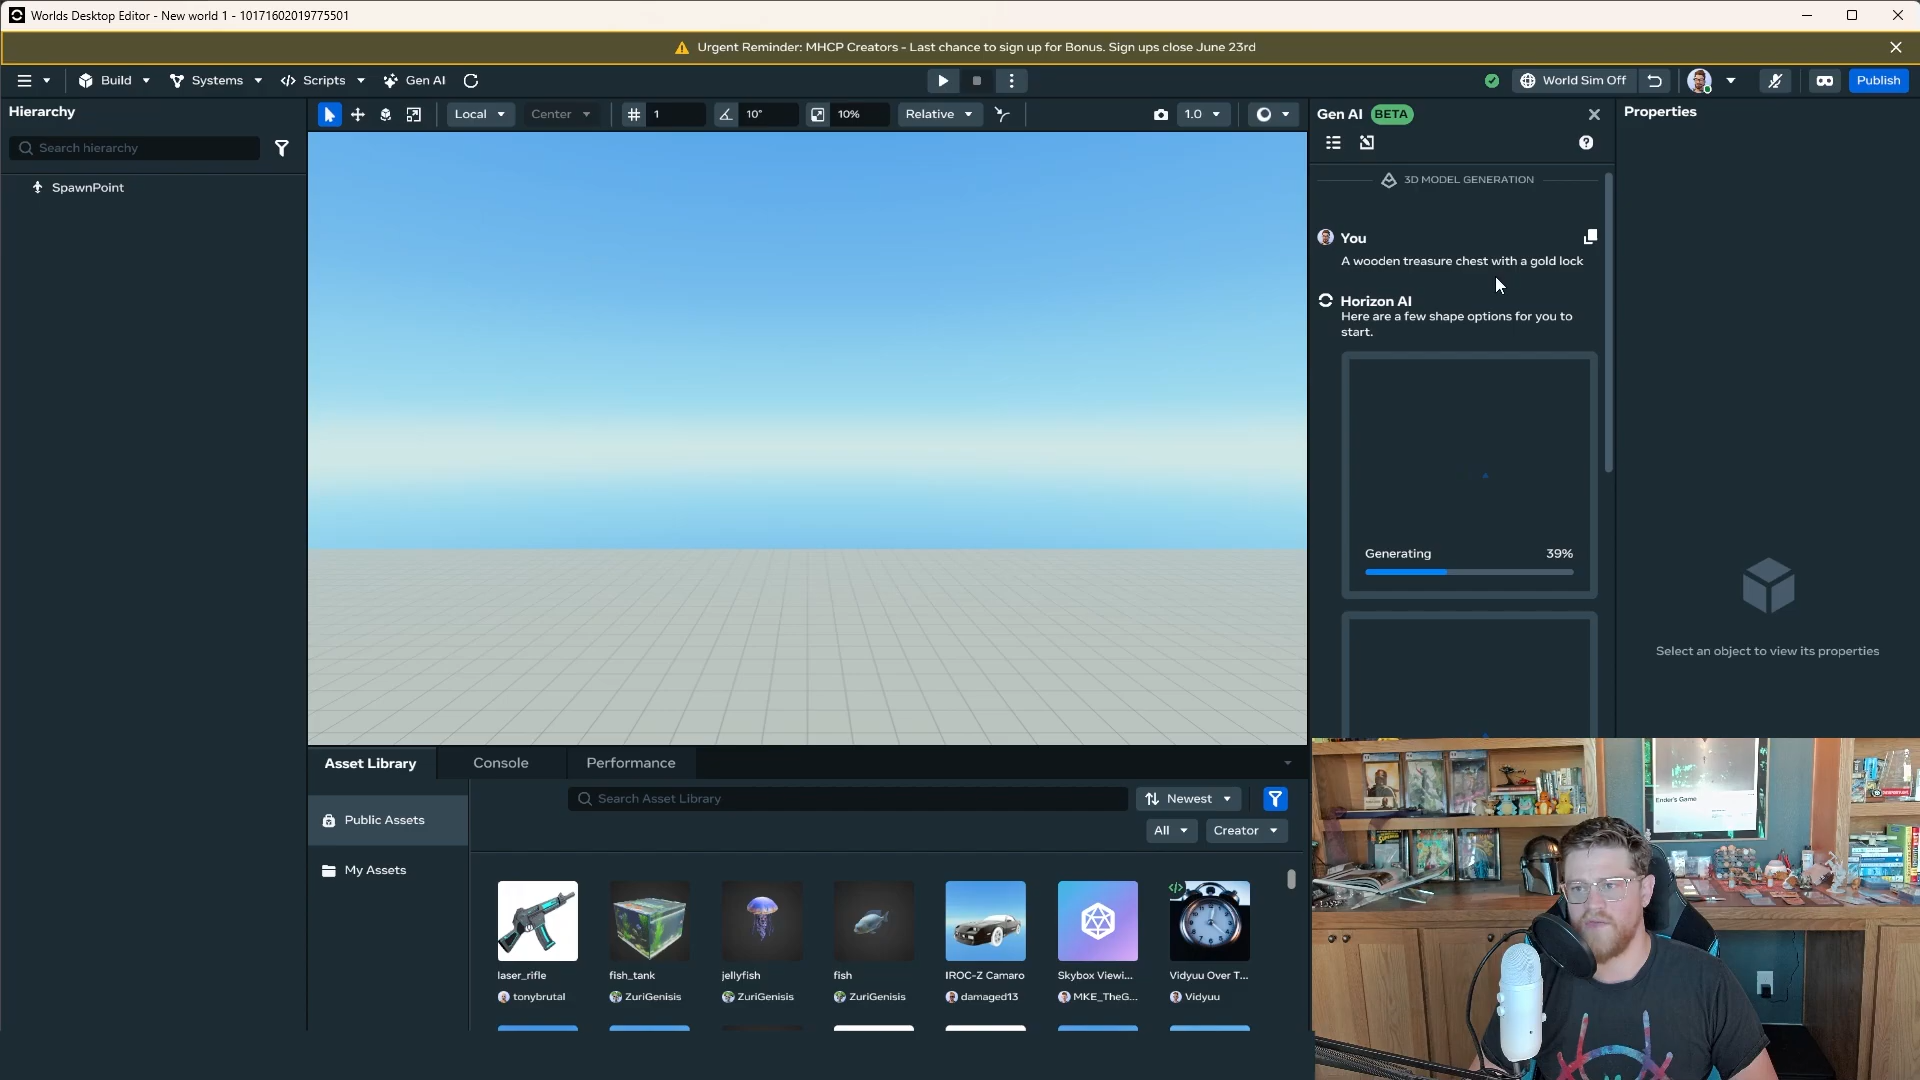 Worlds Desktop Editor - New world 1 - 10171602019775501
Urgent Reminder: MHCP Creators - Last chance to sign up for Bonus. Sign ups close June 23rd
Build
Systems
Scripts
Gen AI
World Sim Off
Publish
Hierarchy
Local
Center
1
10°
10%
Relative
1.0
Gen AI BETA
Properties
Search hierarchy
SpawnPoint
3D MODEL GENERATION
You
A wooden treasure chest with a gold lock
Horizon AI
Here are a few shape options for you to
start.
Generating 39%
Select an object to view its properties
Asset Library
Console
Performance
Search Asset Library
Newest
Public Assets
All
Creator
My Assets
laser_rifle
fish_tank
jellyfish
fish
IROC-Z Camaro
Skybox Viewi...
Vidyuu Over T...
tonybrutal
ZuriGenisis
ZuriGenisis
ZuriGenisis
damaged13
MKE_TheG...
Vidyuu
Ender's Game